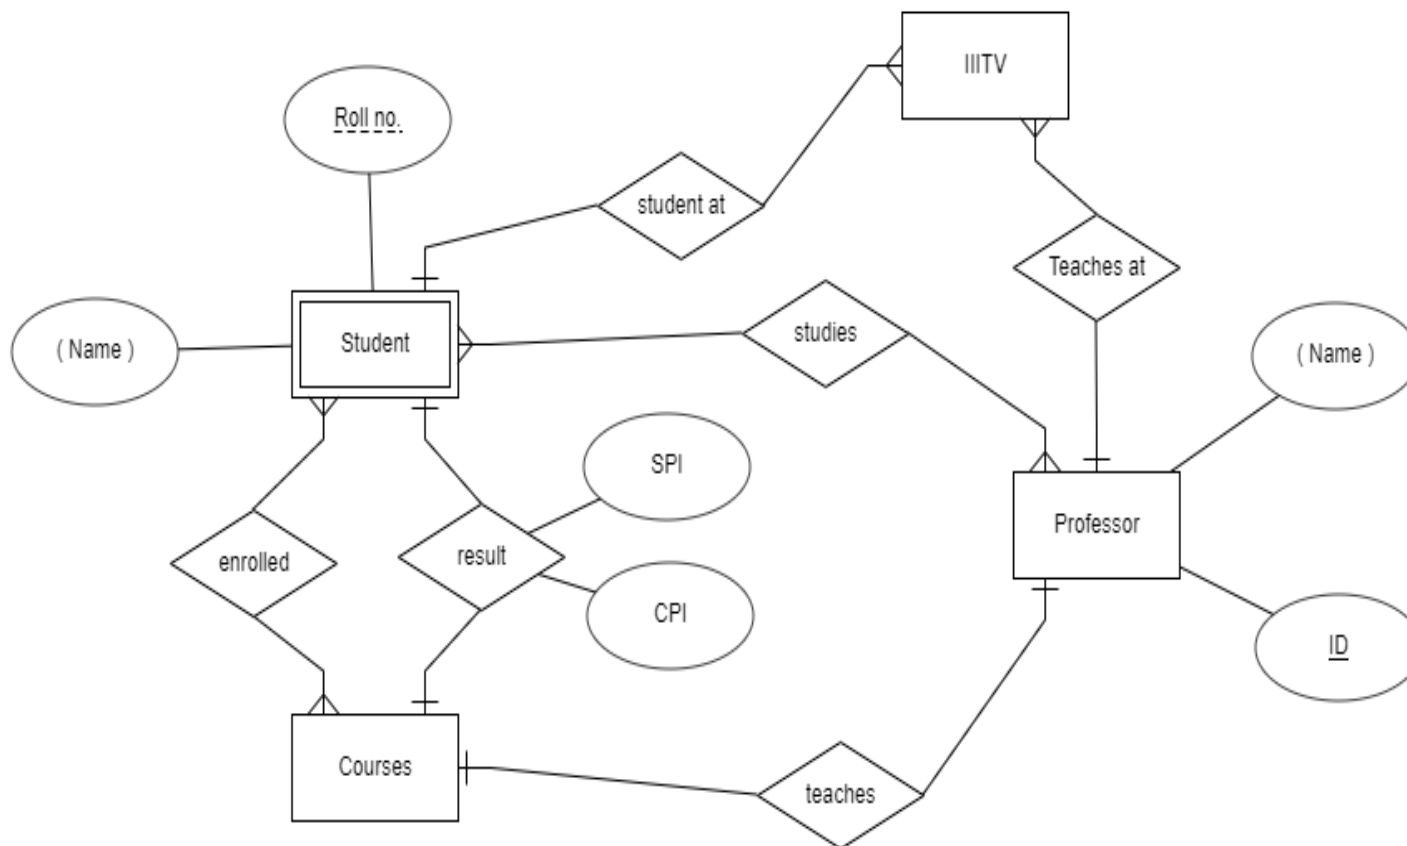 IIITV
Roll no.
student at
Teaches at
Student
studies
( Name )
( Name )
SPI
Professor
enrolled
result
CPI
ID
Courses
teaches